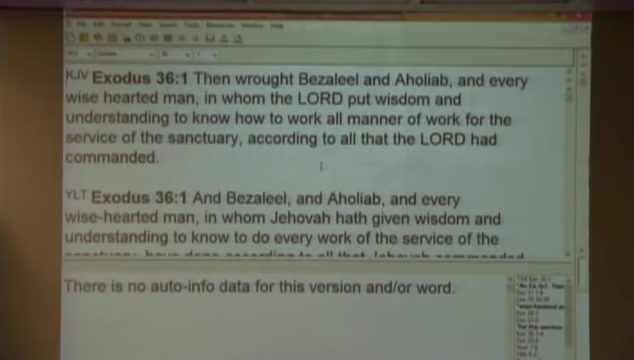 KJV Exodus 36:1 Then wrought Bezaleel and Aholiab, and every
wise hearted man, in whom the LORD put wisdom and
understanding to know how to work all manner of work for the
service of the sanctuary, according to all that the LORD had
commanded.
YLT Exodus 36:1 And Bezaleel, and Aholiab, and every
wise-hearted man, in whom Jehovah hath given wisdom and
understanding to know to do every work of the service of the
There is no auto-info data for this version and/or word.